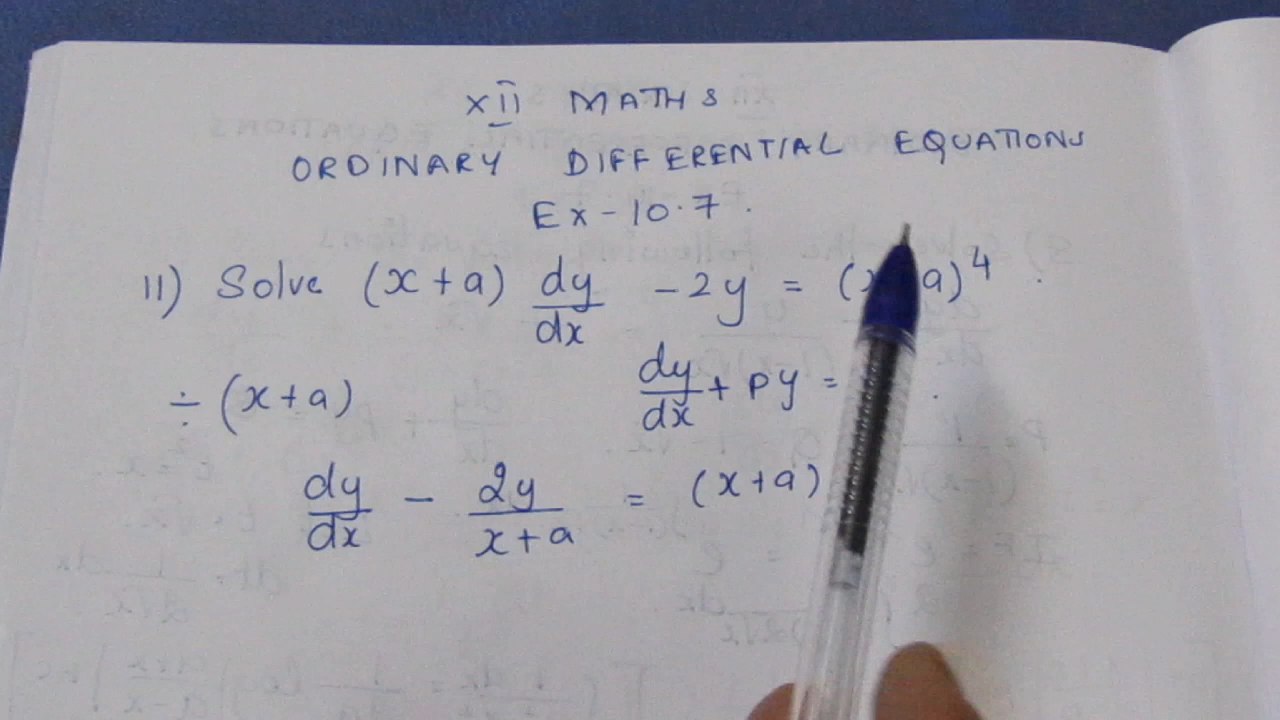 XII MATHS
ORDINARY DIFFERENTIAL EQUATIONS
Ex - 10.7.
11) Solve (x + a) dy/dx - 2y = (x + a)^4.
÷ (x + a) dy/dx + Py =
dy/dx - 2y/x+a = (x+a)